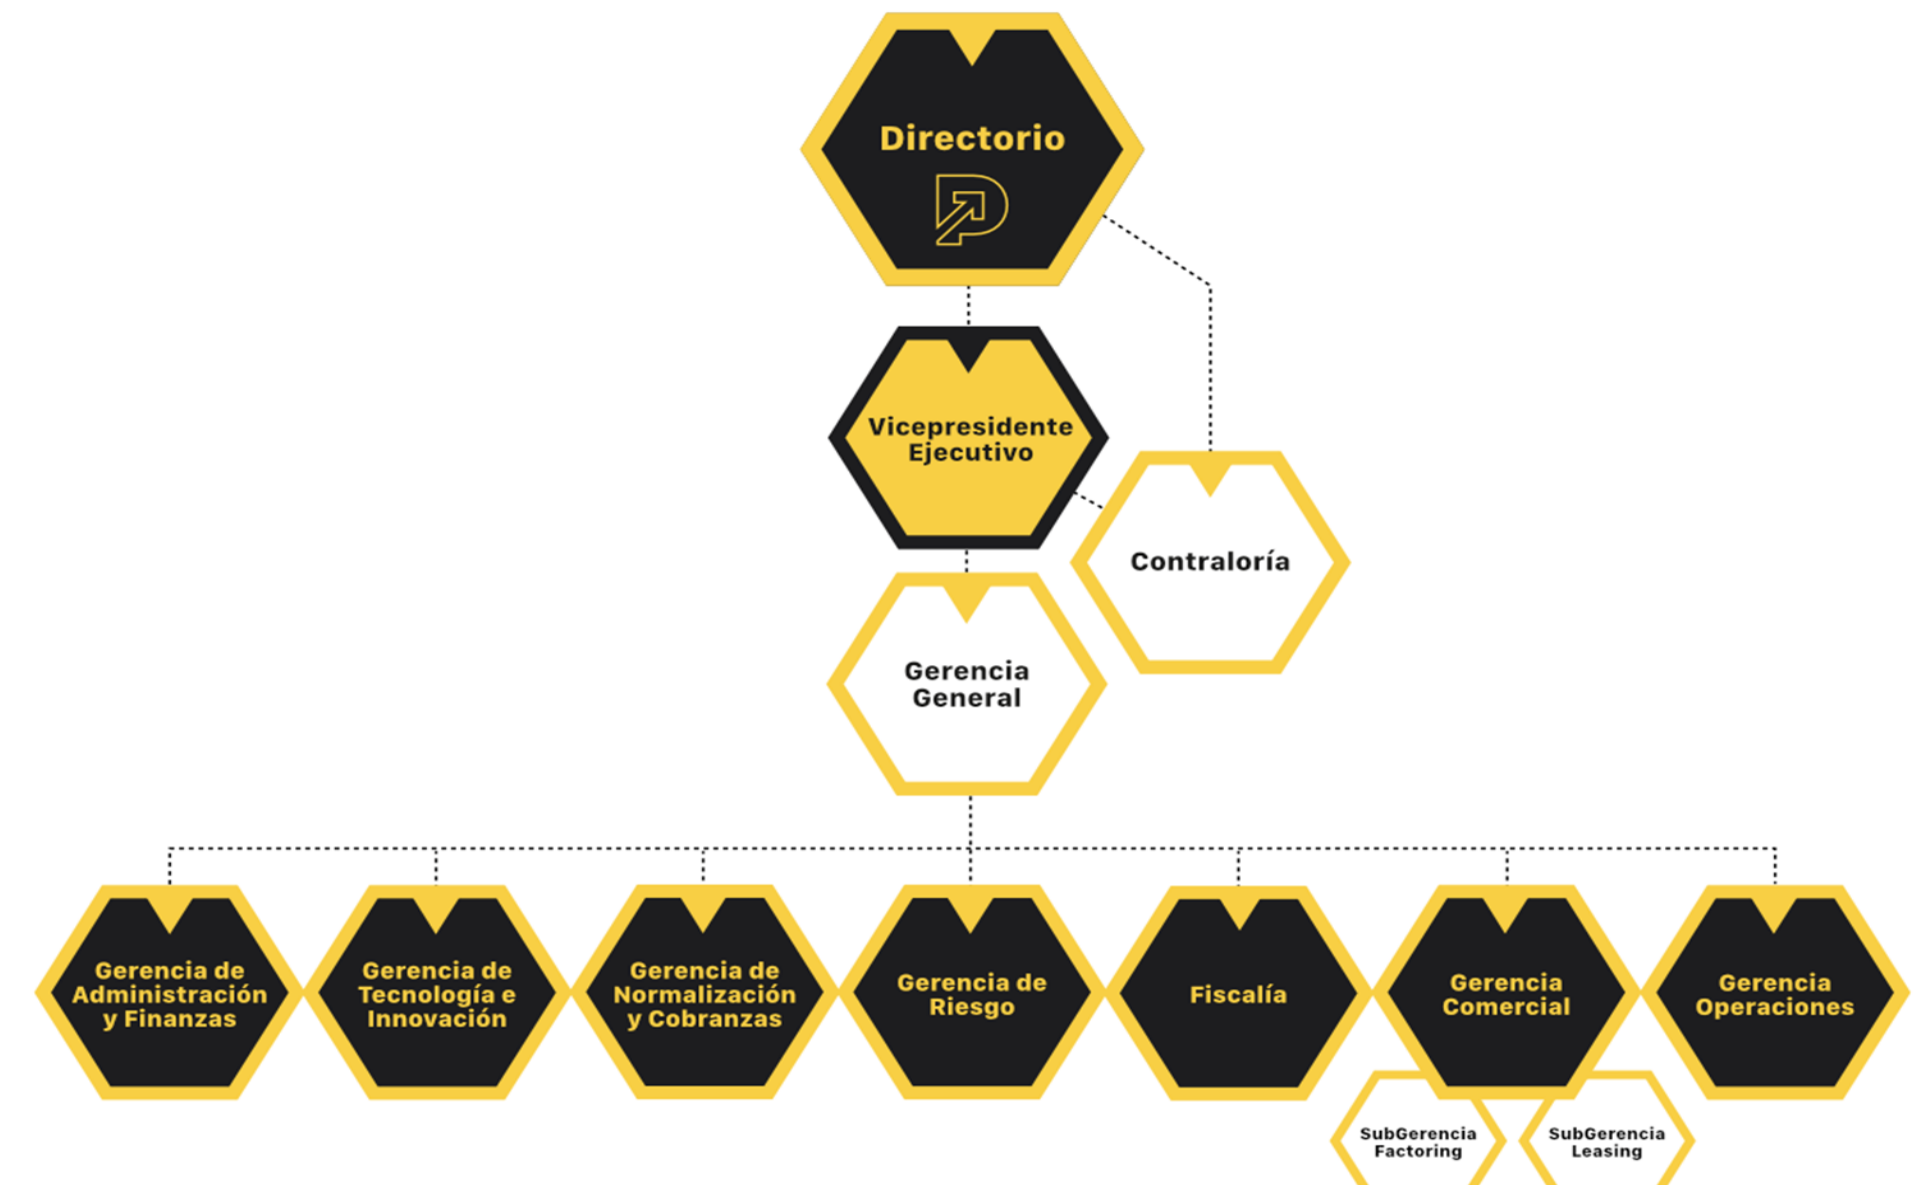 Directorio
Vicepresidente
Ejecutivo
Contraloría
Gerencia
General
Gerencia de
Administración
y Finanzas
Gerencia de
Tecnología e
Innovación
Gerencia de
Normalización
y Cobranzas
Gerencia de
Riesgo
Fiscalía
Gerencia
Comercial
Gerencia
Operaciones
SubGerencia
Factoring
SubGerencia
Leasing